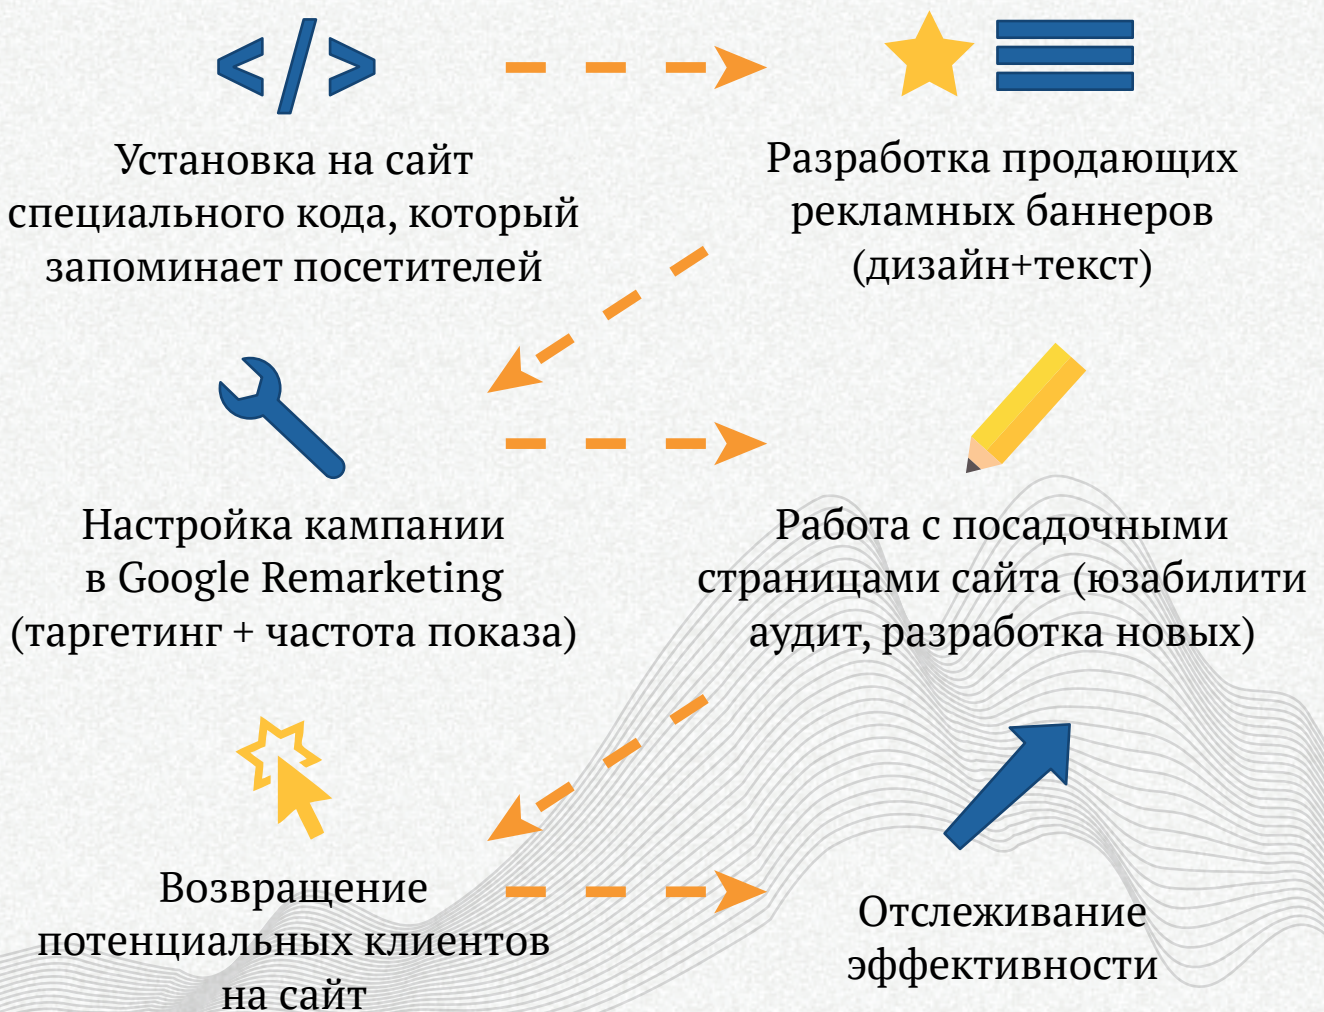 Установка на сайт
специального кода, который
запоминает посетителей
Разработка продающих
рекламных баннеров
(дизайн+текст)
Настройка кампании
в Google Remarketing
(таргетинг + частота показа)
Работа с посадочными
страницами сайта (юзабилити
аудит, разработка новых)
Возвращение
потенциальных клиентов
на сайт
Отслеживание
эффективности